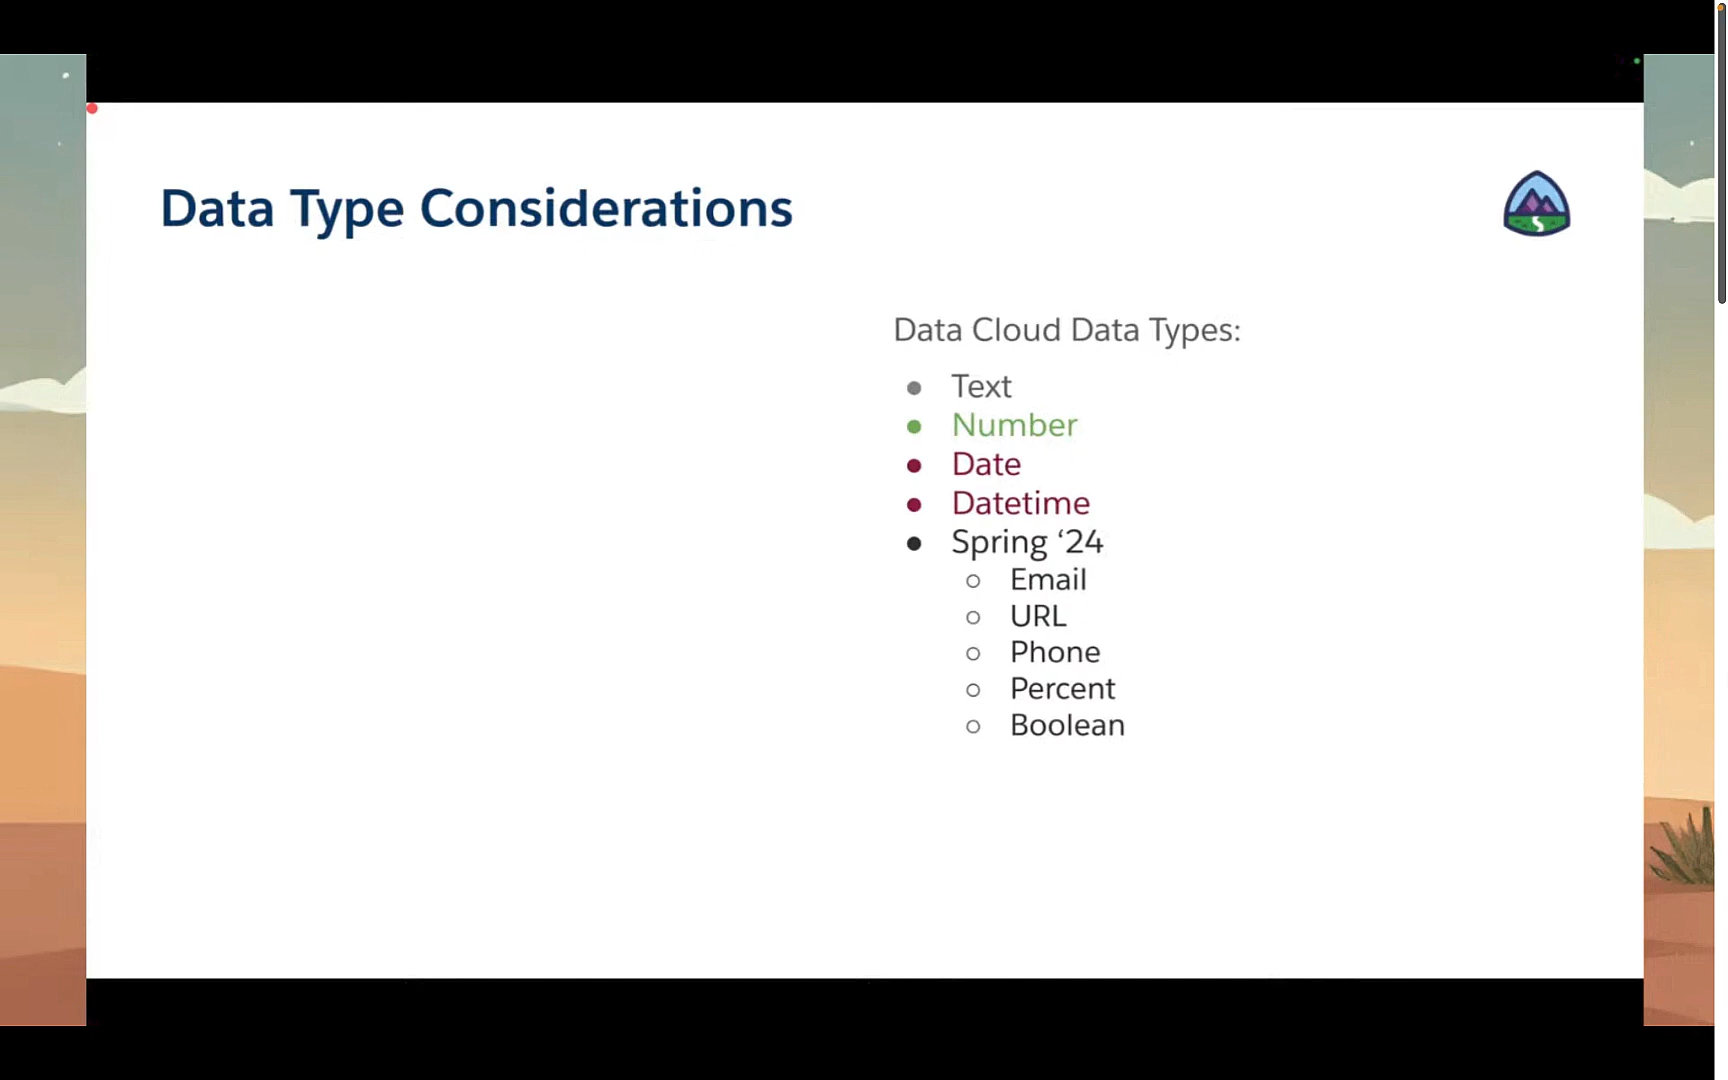 Data Type Considerations
Data Cloud Data Types:
Text
Number
Date
Datetime
Spring ‘24
Email
URL
Phone
Percent
Boolean